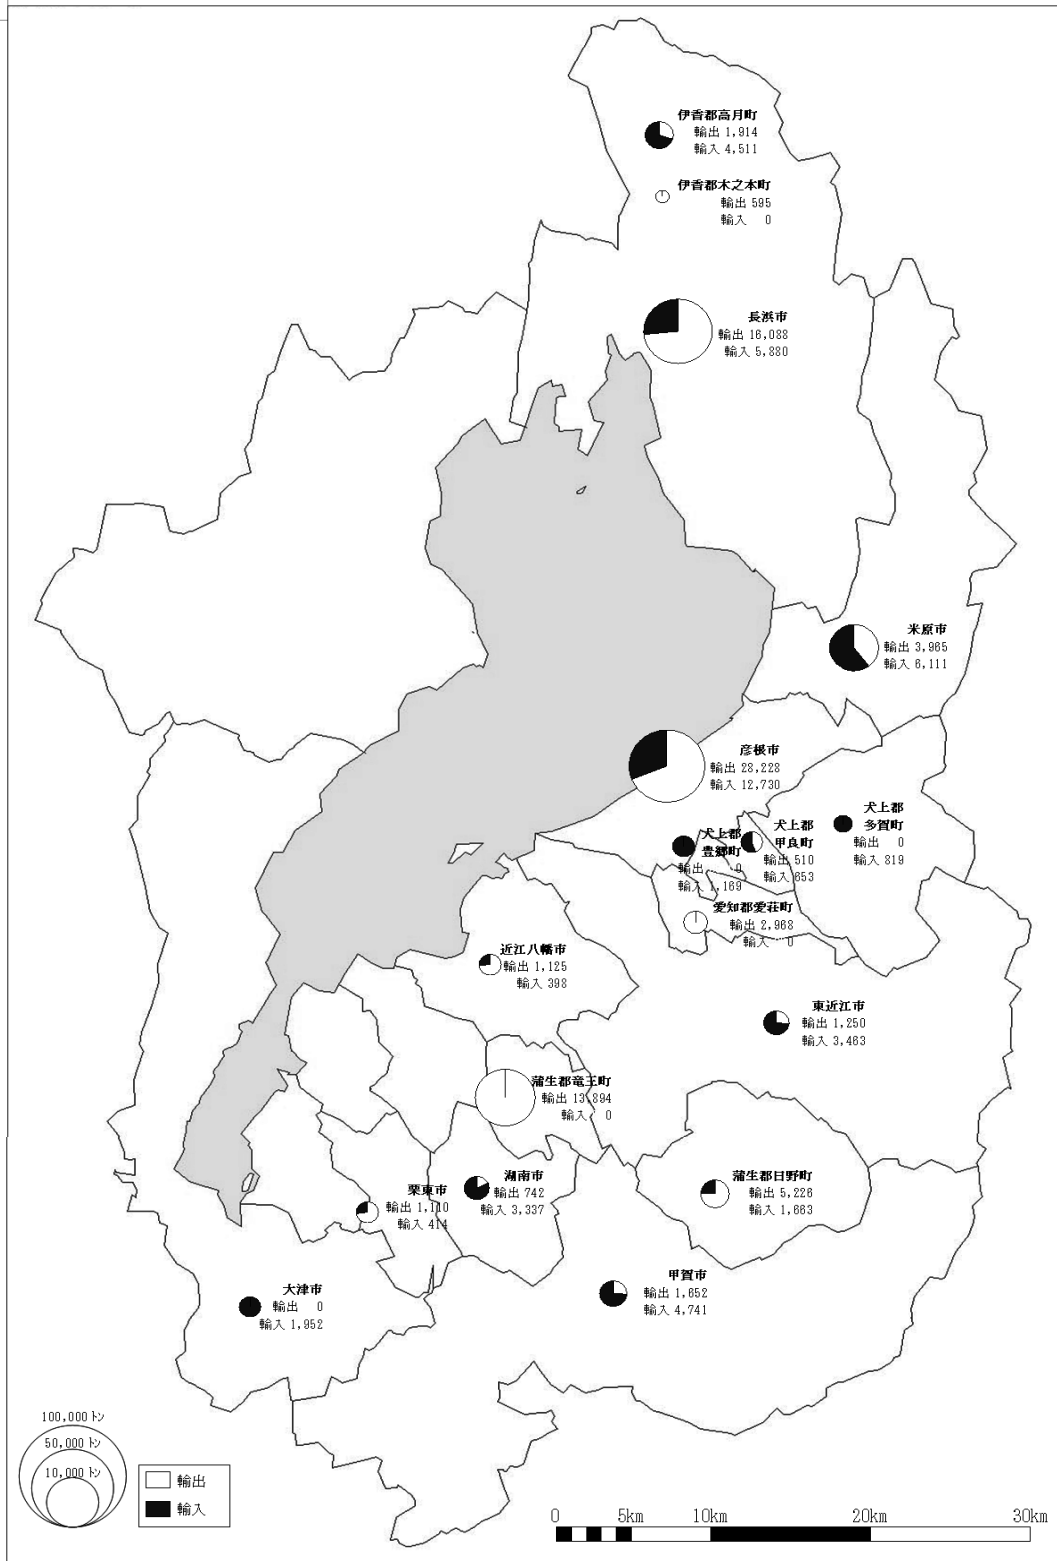 伊香郡高月町
輸出 1,914
輸入 4,511
伊香郡木之本町
輸出 595
輸入 0
長浜市
輸出 16,088
輸入 5,880
米原市
輸出 3,965
輸入 6,111
彦根市
輸出 28,228
輸入 12,730
犬上郡
豊郷町
輸出 0
輸入 1,169
犬上郡
甲良町
輸出 510
輸入 653
犬上郡
多賀町
輸出 0
輸入 819
愛知郡愛荘町
輸出 2,968
輸入 0
近江八幡市
輸出 1,125
輸入 398
東近江市
輸出 1,250
輸入 3,463
蒲生郡竜王町
輸出 13,894
輸入 0
湖南市
輸出 742
輸入 3,337
栗東市
輸出 1,110
輸入 414
蒲生郡日野町
輸出 5,226
輸入 1,663
甲賀市
輸出 1,652
輸入 4,741
大津市
輸出 0
輸入 1,952
100,000 トン
50,000 トン
10,000 トン
輸出
輸入
0 5km 10km 20km 30km